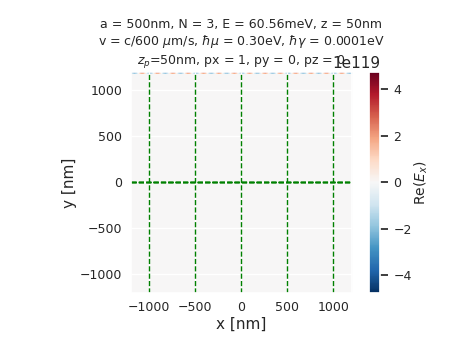 a = 500nm, N = 3, E = 60.56meV, z = 50nm
v = c/600 μm/s, ħμ = 0.30eV, ħγ = 0.0001eV
z_p=50nm, px = 1, py = 0, pz = 0
1e119
y [nm]
1000
500
0
−500
−1000
−1000 −500 0 500 1000
x [nm]
4
2
0
−2
−4
Re(E_x)